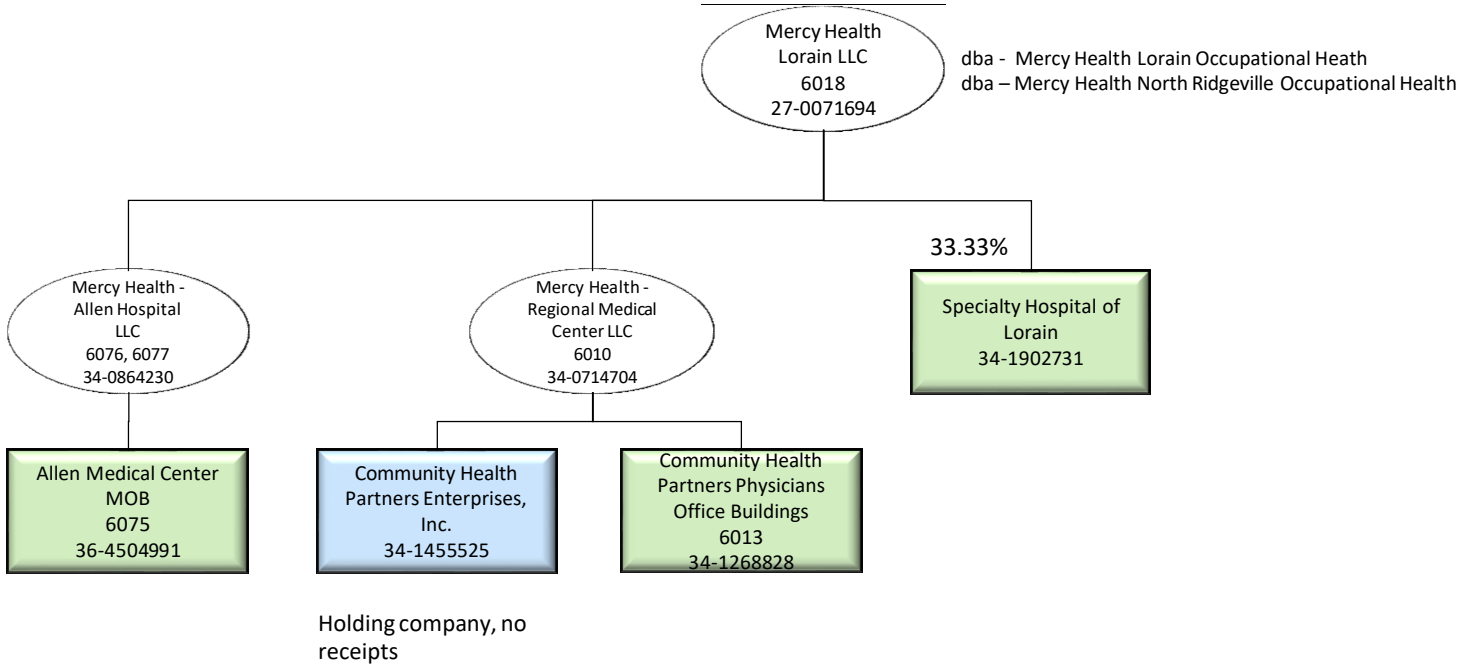 Mercy Health
Lorain LLC
6018
27-0071694
dba - Mercy Health Lorain Occupational Heath
dba – Mercy Health North Ridgeville Occupational Health
33.33%
Mercy Health -
Allen Hospital
LLC
6076, 6077
34-0864230
Mercy Health -
Regional Medical
Center LLC
6010
34-0714704
Specialty Hospital of
Lorain
34-1902731
Allen Medical Center
MOB
6075
36-4504991
Community Health
Partners Enterprises,
Inc.
34-1455525
Community Health
Partners Physicians
Office Buildings
6013
34-1268828
Holding company, no
receipts